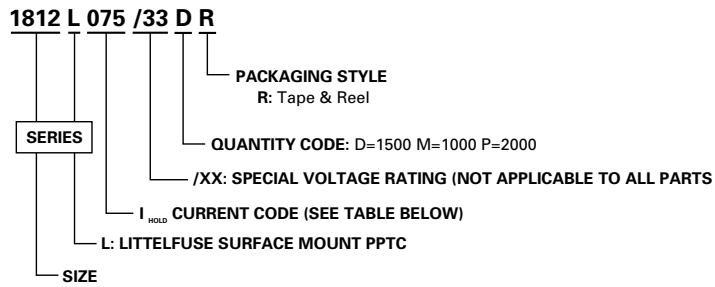 1812 L 075 /33 D R
PACKAGING STYLE
R: Tape & Reel
SERIES
QUANTITY CODE: D=1500 M=1000 P=2000
/XX: SPECIAL VOLTAGE RATING (NOT APPLICABLE TO ALL PARTS
I HOLD CURRENT CODE (SEE TABLE BELOW)
L: LITTELFUSE SURFACE MOUNT PPTC
SIZE